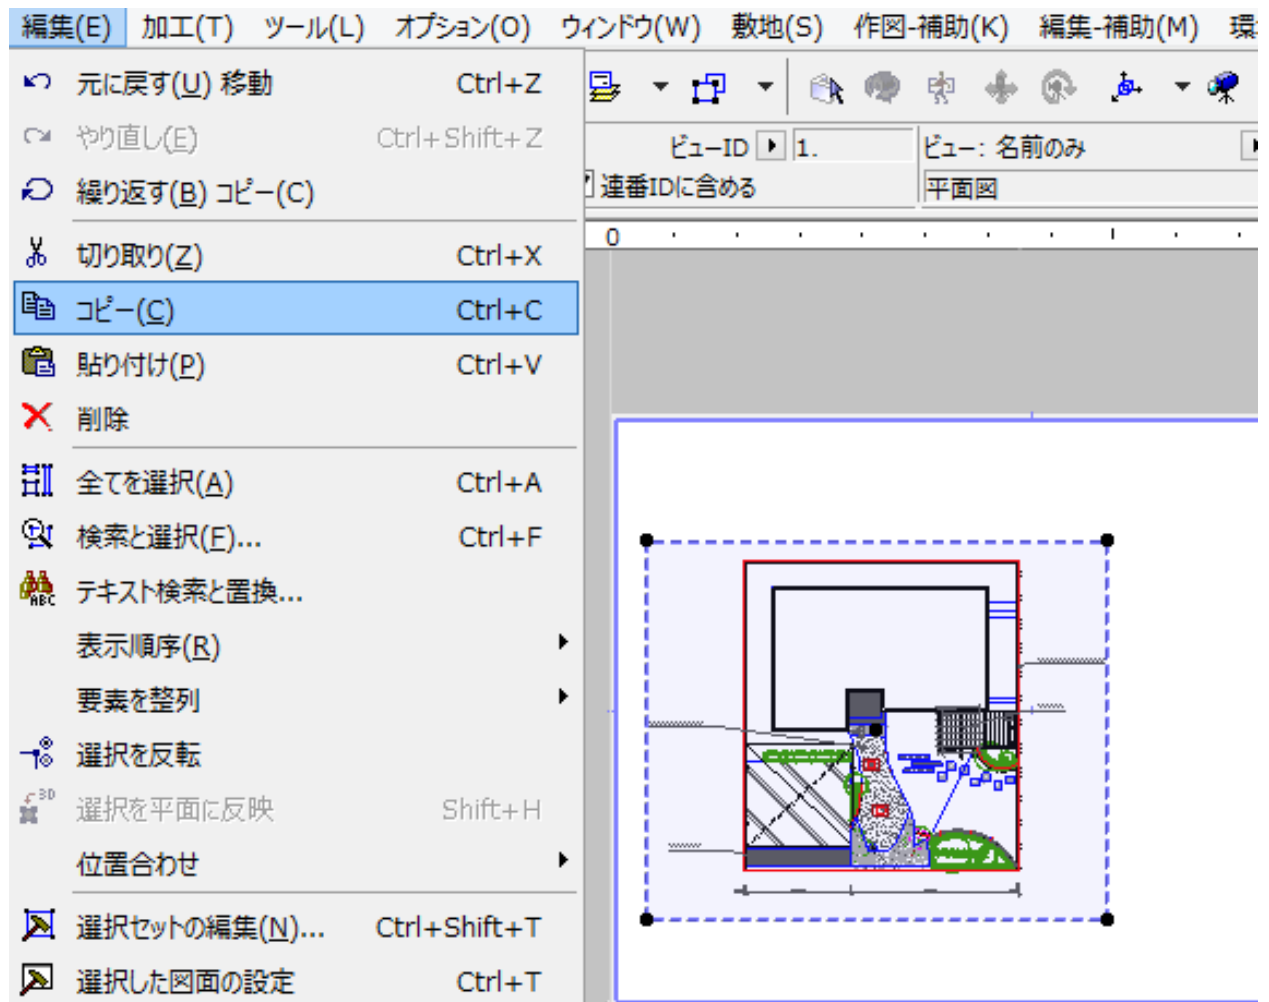 編集(E) 加工(T) ツール(L) オプション(O) ウィンドウ(W) 敷地(S) 作図-補助(K) 編集-補助(M) 環
元に戻す(U) 移動 Ctrl+Z
やり直し(E) Ctrl+Shift+Z
繰り返す(B) コピー(C)
切り取り(Z) Ctrl+X
コピー(C) Ctrl+C
貼り付け(P) Ctrl+V
削除
全てを選択(A) Ctrl+A
検索と選択(F)... Ctrl+F
ABC テキスト検索と置換...
表示順序(R)
要素を整列
選択を反転
3D 選択を平面に反映 Shift+H
位置合わせ
選択セットの編集(N)... Ctrl+Shift+T
選択した図面の設定 Ctrl+T
ビューID 1. ビュー: 名前のみ
連番IDに含める 平面図
0